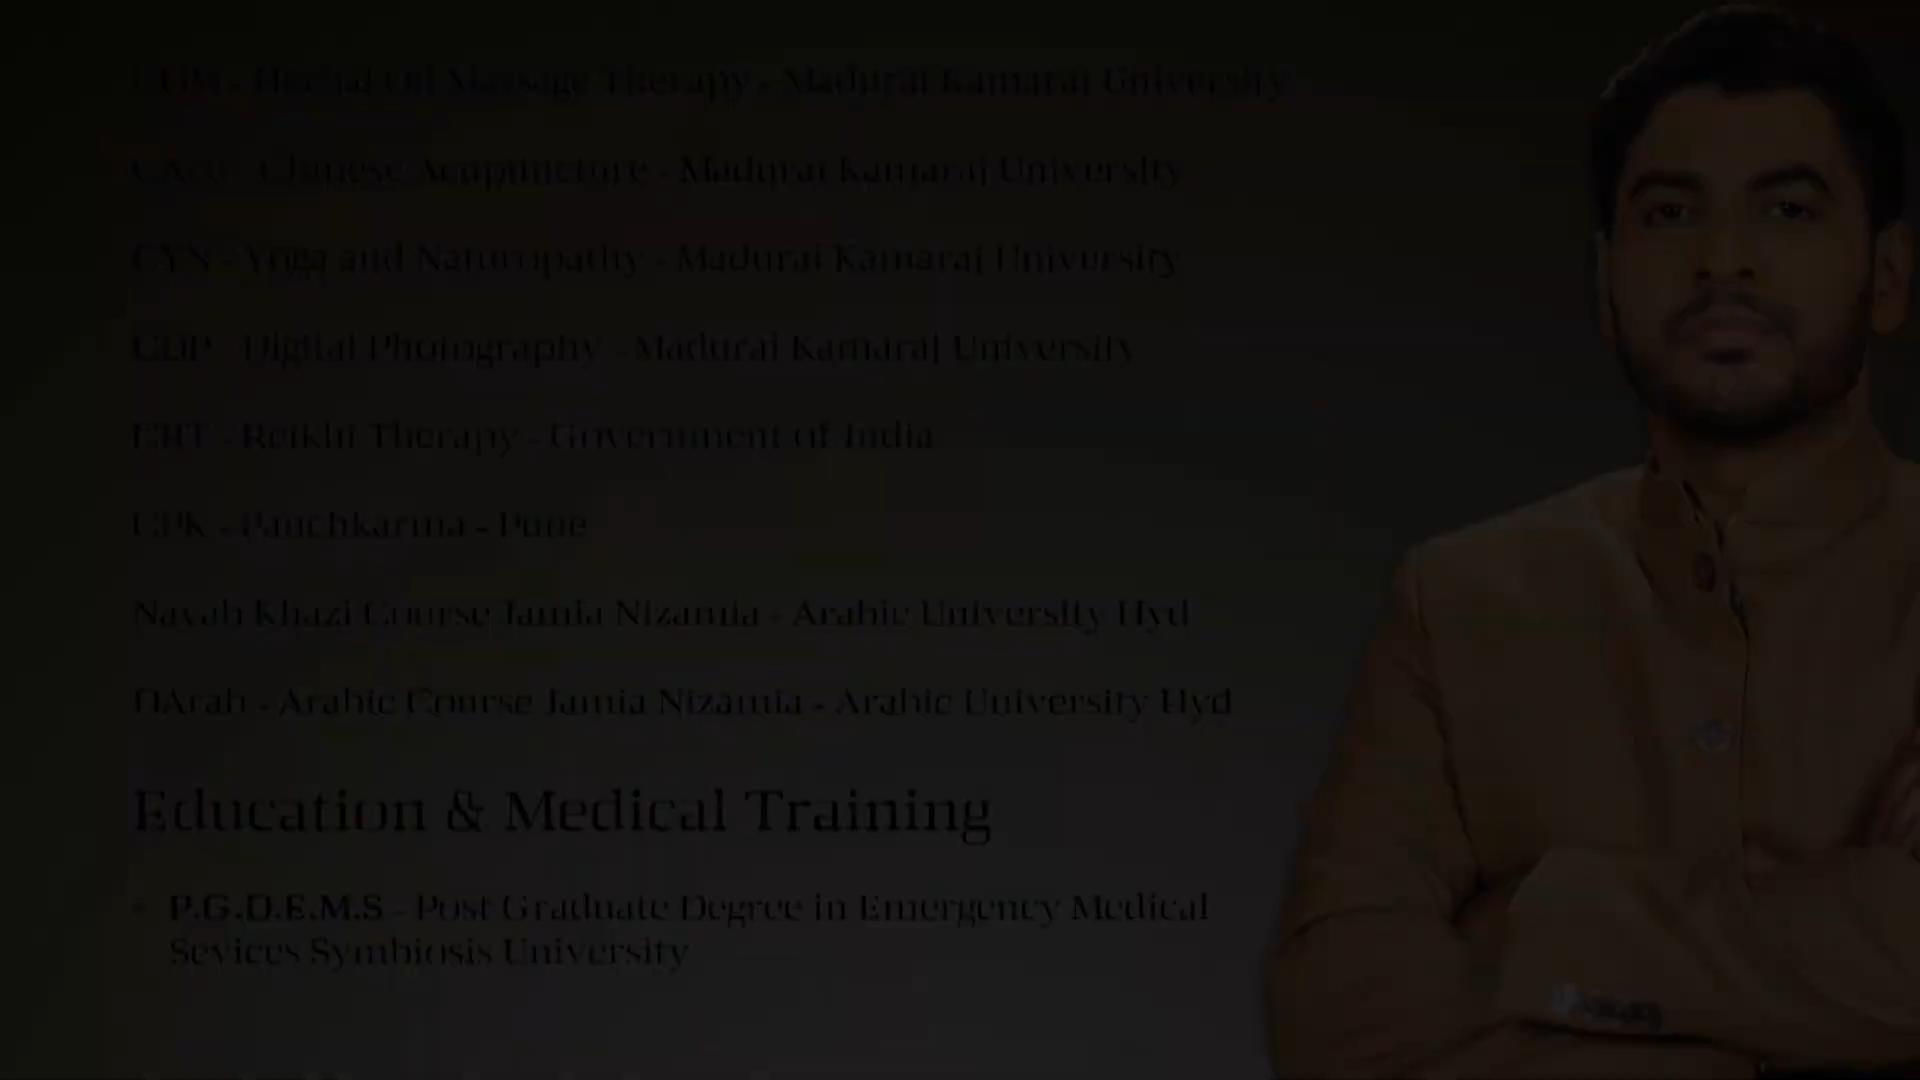 - Herbal Oil Massage Therapy - Madurai Kamaraj University
- Chinese Acupuncture - Madurai Kamaraj University
CYN - Yoga and Naturopathy - Madurai Kamaraj University
CDP - Digital Photography - Madurai Kamaraj University
CRT - Reikhi Therapy - Government of India
CPK - Panchkarma - Pune
Nayab Khazi Course Jamia Nizamia - Arabic University Hyd
DArab - Arabic Course Jamia Nizamia - Arabic University Hyd
Education & Medical Training
• P.G.D.E.M.S - Post Graduate Degree in Emergency Medical
Sevices Symbiosis University